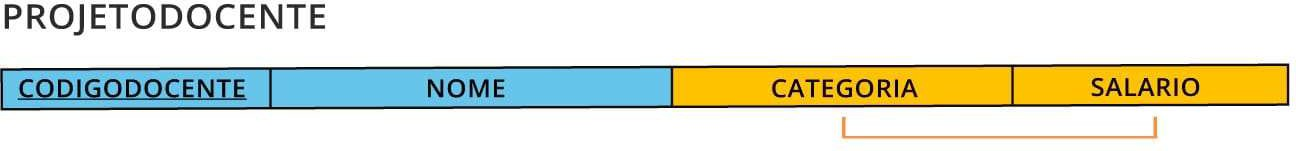 PROJETODOCENTE
CODIGODOCENTE NOME CATEGORIA SALARIO